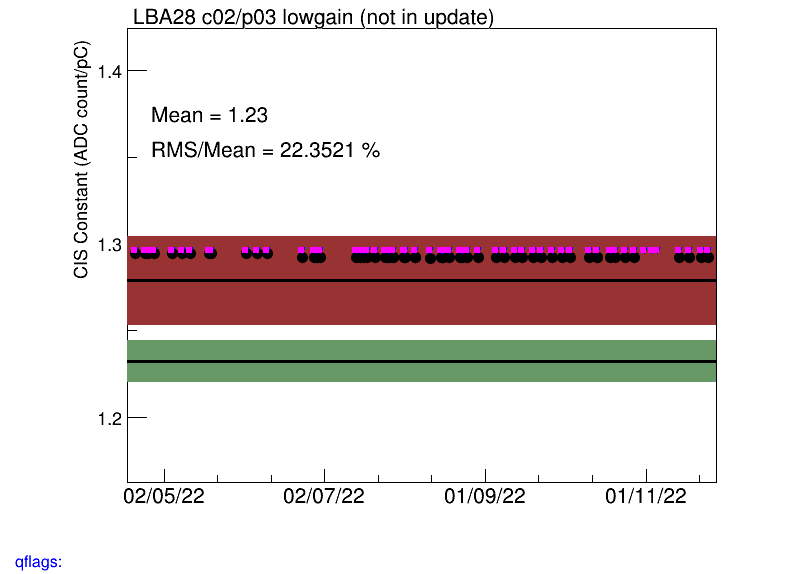 LBA28 c02/p03 lowgain (not in update)
CIS Constant (ADC count/pC)
1.4
Mean = 1.23
RMS/Mean = 22.3521 %
1.3
1.2
02/05/22 02/07/22 01/09/22 01/11/22
qflags: